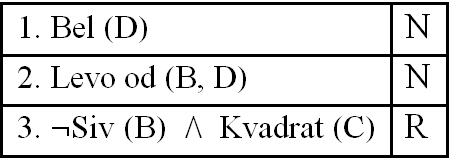 1. Bel (D) N
2. Levo od (B, D) N
3. ¬Siv (B) ∧ Kvadrat (C) R